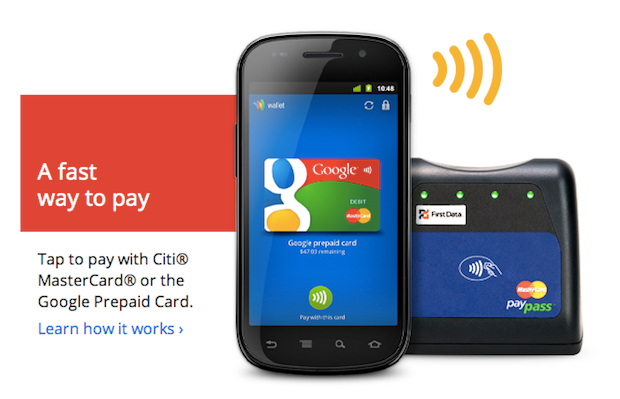 A fast
way to pay
Tap to pay with Citi®
MasterCard® or the
Google Prepaid Card.
Learn how it works ›
10:48
wallet
Google
DEBIT
MasterCard
Google prepaid card
$47.03 remaining
Pay with this card
First Data.
MasterCard
paypass